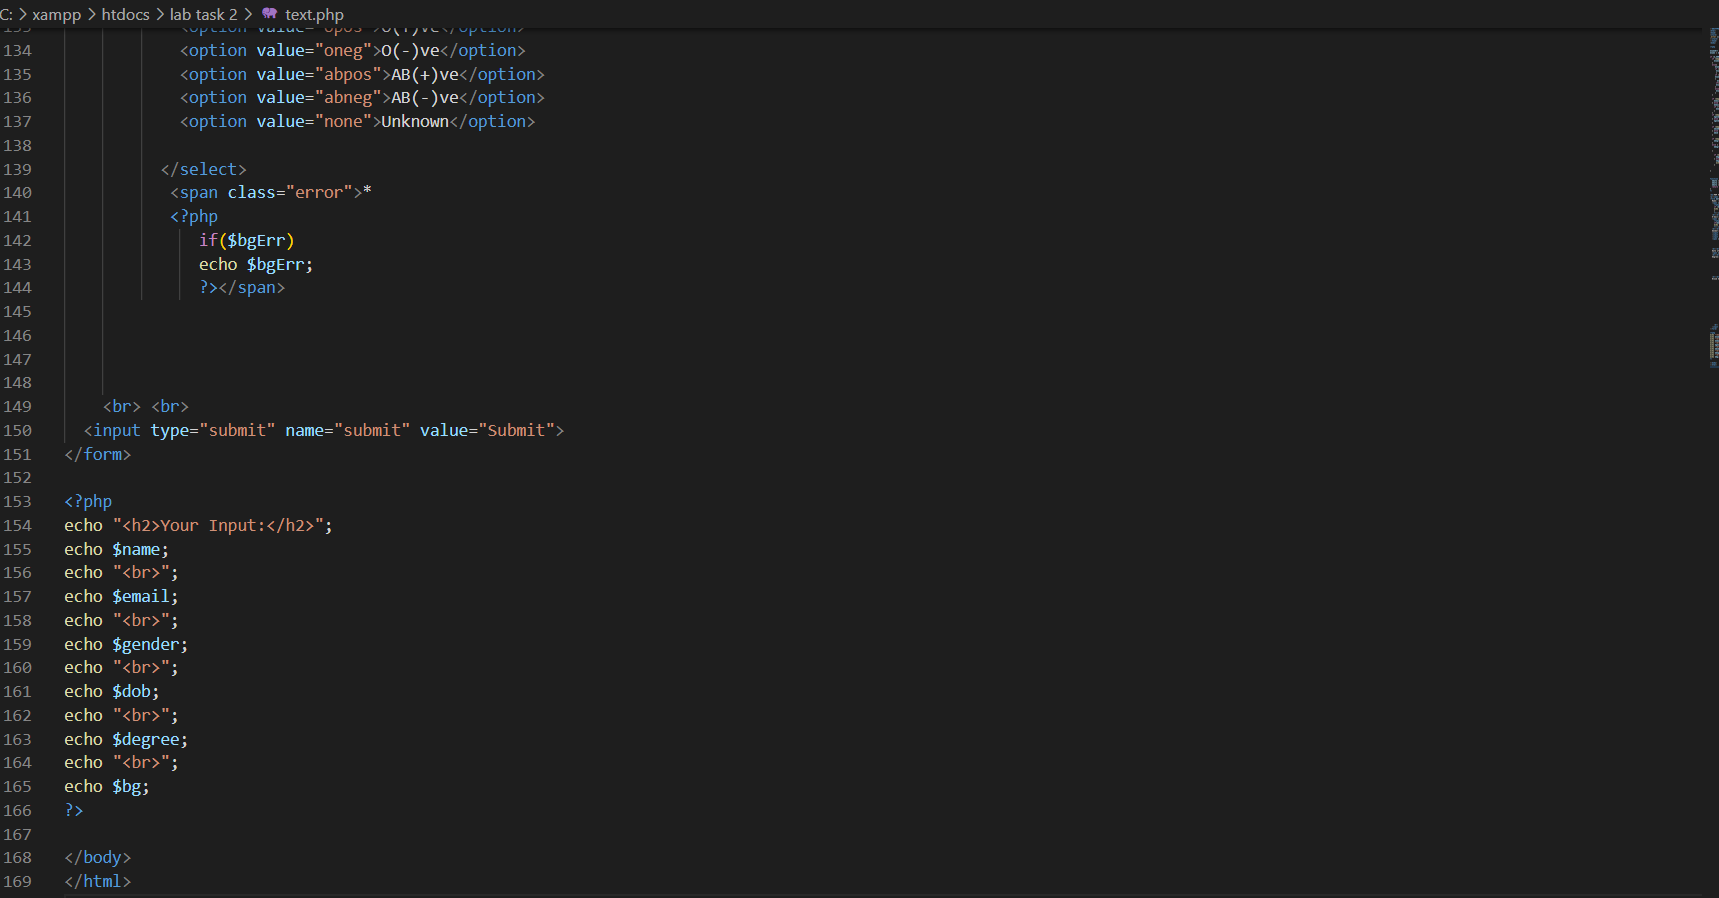 C: > xampp > htdocs > lab task 2 > text.php
133 <option value="opos">O(+)ve</option>
134 <option value="oneg">O(-)ve</option>
135 <option value="abpos">AB(+)ve</option>
136 <option value="abneg">AB(-)ve</option>
137 <option value="none">Unknown</option>
138
139 </select>
140 <span class="error">*
141 <?php
142 if($bgErr)
143 echo $bgErr;
144 ?></span>
145
146
147
148
149 <br> <br>
150 <input type="submit" name="submit" value="Submit">
151 </form>
152
153 <?php
154 echo "<h2>Your Input:</h2>";
155 echo $name;
156 echo "<br>";
157 echo $email;
158 echo "<br>";
159 echo $gender;
160 echo "<br>";
161 echo $dob;
162 echo "<br>";
163 echo $degree;
164 echo "<br>";
165 echo $bg;
166 ?>
167
168 </body>
169 </html>